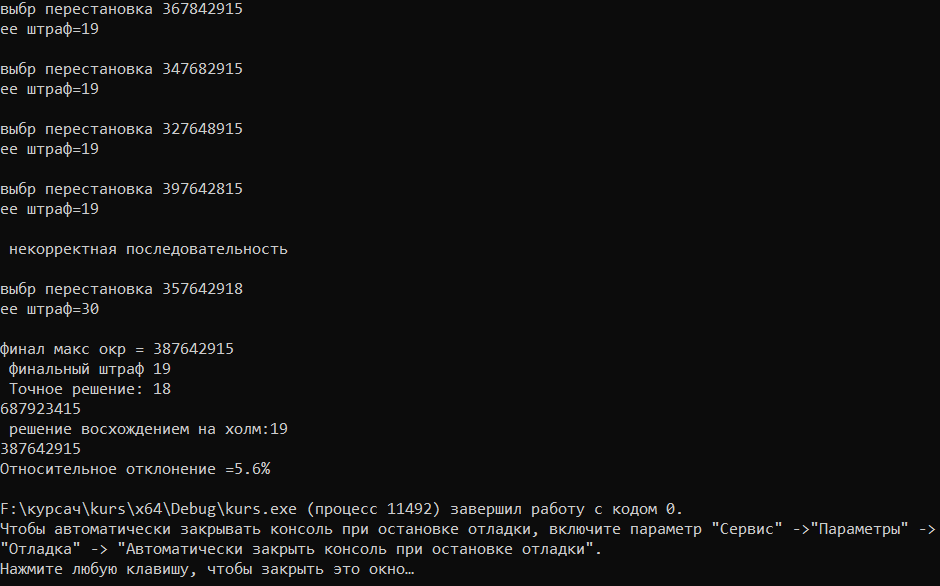 выбр перестановка 367842915
ее штраф=19
выбр перестановка 347682915
ее штраф=19
выбр перестановка 327648915
ее штраф=19
выбр перестановка 397642815
ее штраф=19
некорректная последовательность
выбр перестановка 357642918
ее штраф=30
финал макс окр = 387642915
финальный штраф 19
Точное решение: 18
687923415
решение восхождением на холм:19
387642915
Относительное отклонение =5.6%
F:\курсач\kurs\x64\Debug\kurs.exe (процесс 11492) завершил работу с кодом 0.
Чтобы автоматически закрывать консоль при остановке отладки, включите параметр "Сервис" ->"Параметры" ->
"Отладка" -> "Автоматически закрыть консоль при остановке отладки".
Нажмите любую клавишу, чтобы закрыть это окно…